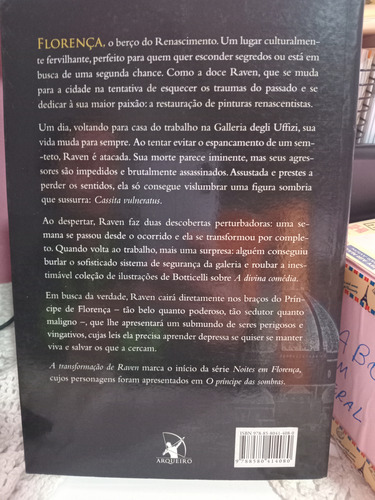 FLORENÇA, o berço do Renascimento. Um lugar culturalmen-
te fervilhante, perfeito para quem quer esconder segredos ou está em
busca de uma segunda chance. Como a doce Raven, que se muda
para a cidade na tentativa de esquecer os traumas do passado e se
dedicar à sua maior paixão: a restauração de pinturas renascentistas.
Um dia, voltando para casa do trabalho na Galleria degli Uffizi, sua
vida muda para sempre. Ao tentar evitar o espancamento de um sem-
-teto, Raven é atacada. Sua morte parece iminente, mas seus agres-
sores são impedidos e brutalmente assassinados. Assustada e prestes a
perder os sentidos, ela só consegue vislumbrar uma figura sombria
que sussurra: Cassita vulneratus.
Ao despertar, Raven faz duas descobertas perturbadoras: uma se-
mana se passou desde o ocorrido e ela se transformou por comple-
to. Quando volta ao trabalho, mais uma surpresa: alguém conseguiu
burlar o sofisticado sistema de segurança da galeria e roubar a ines-
timável coleção de ilustrações de Botticelli sobre A divina comédia.
Em busca da verdade, Raven cairá diretamente nos braços do Prín-
cipe de Florença – tão belo quanto poderoso, tão sedutor quanto
maligno –, que lhe apresentará um submundo de seres perigosos e
vingativos, cujas leis ela precisa aprender depressa se quiser se manter
viva e salvar os que a cercam.
A transformação de Raven marca o início da série Noites em Florença,
cujos personagens foram apresentados em O príncipe das sombras.
ARQUEIRO